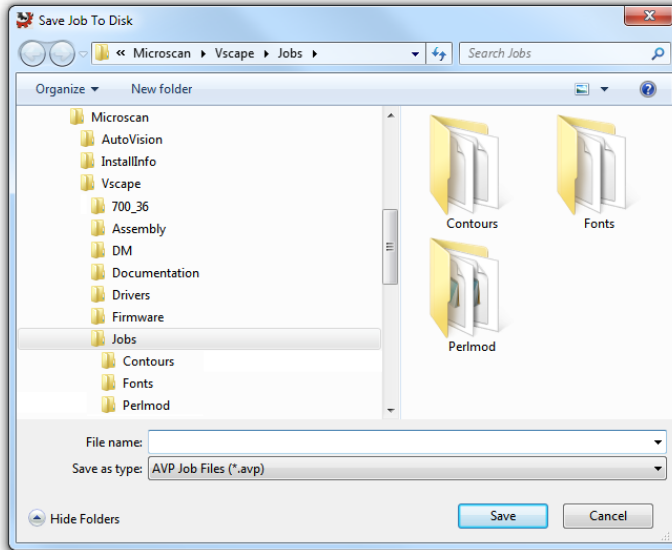 Save Job To Disk
« Microscan Vscape Jobs
Search Jobs
Organize
New folder
Microscan
AutoVision
InstallInfo
Vscape
700_36
Assembly
DM
Documentation
Drivers
Firmware
Jobs
Contours
Fonts
Perlmod
Contours
Fonts
Perlmod
File name:
Save as type: AVP Job Files (*.avp)
Hide Folders
Save
Cancel